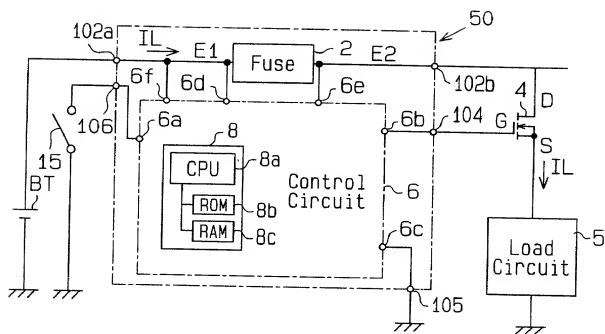 50
102a
IL
E1
Fuse
2
E2
6f
6d
6e
102b
106
6a
6b
104
4
D
G
S
15
8
CPU
8a
ROM
8b
RAM
8c
Control
Circuit
6
IL
BT
6c
105
Load
Circuit
5